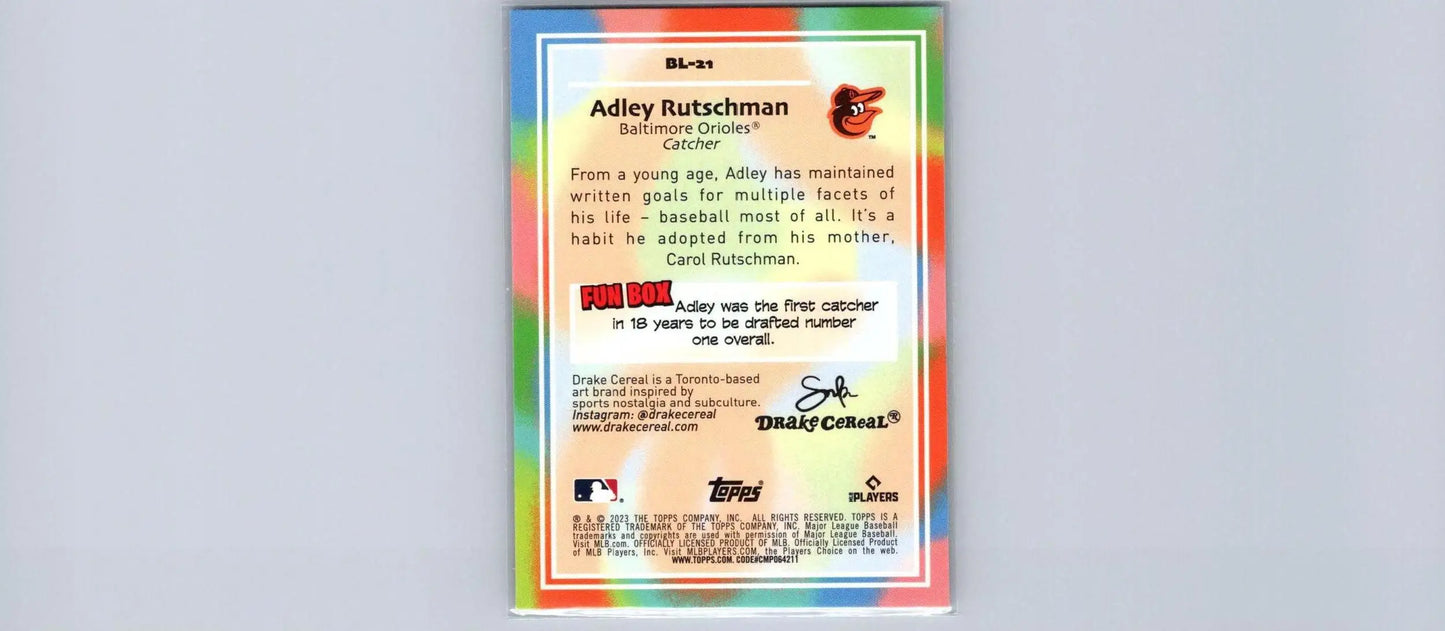 BL-21
Adley Rutschman
Baltimore Orioles®
Catcher
™
From a young age, Adley has maintained
written goals for multiple facets of
his life – baseball most of all. It's a
habit he adopted from his mother,
Carol Rutschman.
FUN BOX
Adley was the first catcher
in 18 years to be drafted number
one overall.
Drake Cereal is a Toronto-based
art brand inspired by
sports nostalgia and subculture.
Instagram: @drakecereal
www.drakecereal.com
DRAKE CEREAL®
Topps®
MLB PLAYERS
® & © 2023 THE TOPPS COMPANY, INC. ALL RIGHTS RESERVED. TOPPS IS A
REGISTERED TRADEMARK OF THE TOPPS COMPANY, INC. Major League Baseball
trademarks and copyrights are used with permission of Major League Baseball.
Visit MLB.com. OFFICIALLY LICENSED PRODUCT OF MLB. Officially Licensed Product
of MLB Players, Inc. Visit MLBPLAYERS.COM, the Players Choice on the web.
WWW.TOPPS.COM. CODE#CMP064211